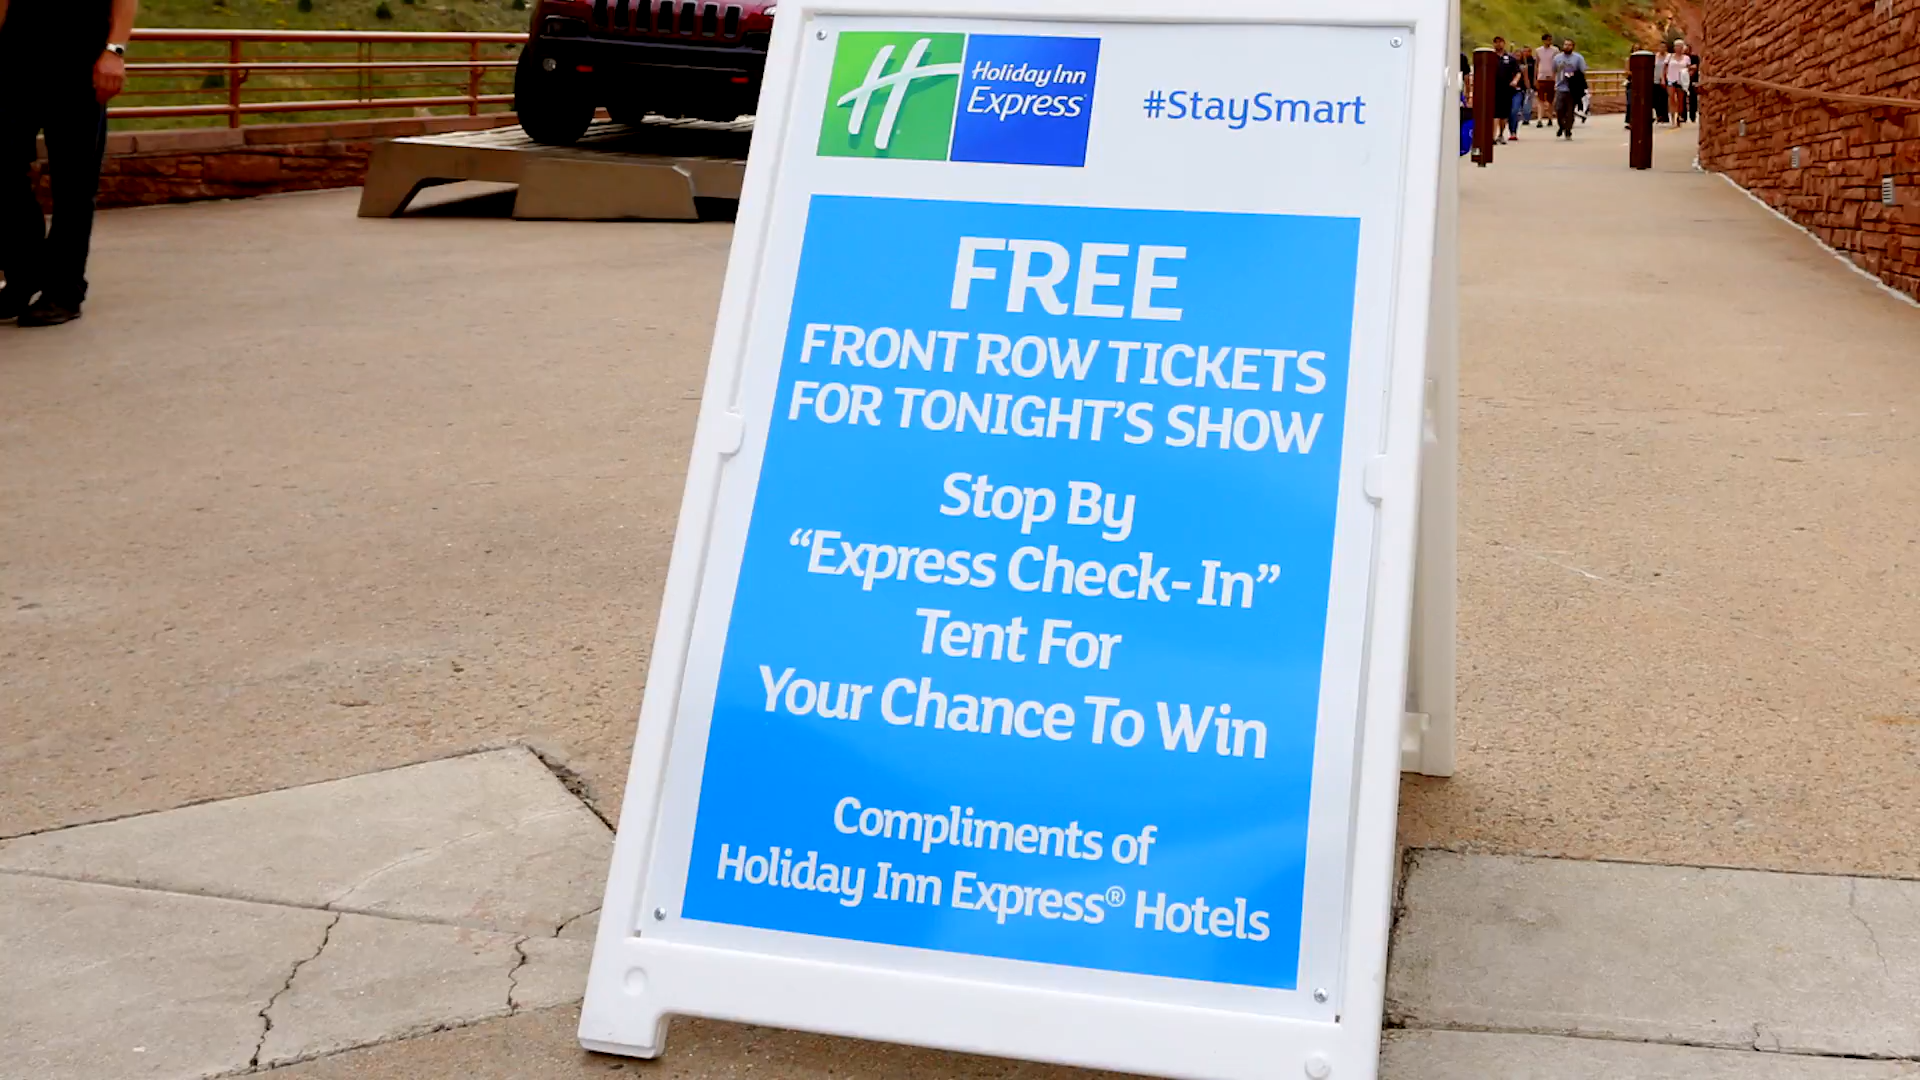 Holiday Inn
Express
#StaySmart
FREE
FRONT ROW TICKETS
FOR TONIGHT'S SHOW
Stop By
“Express Check-In”
Tent For
Your Chance To Win
Compliments of
Holiday Inn Express® Hotels